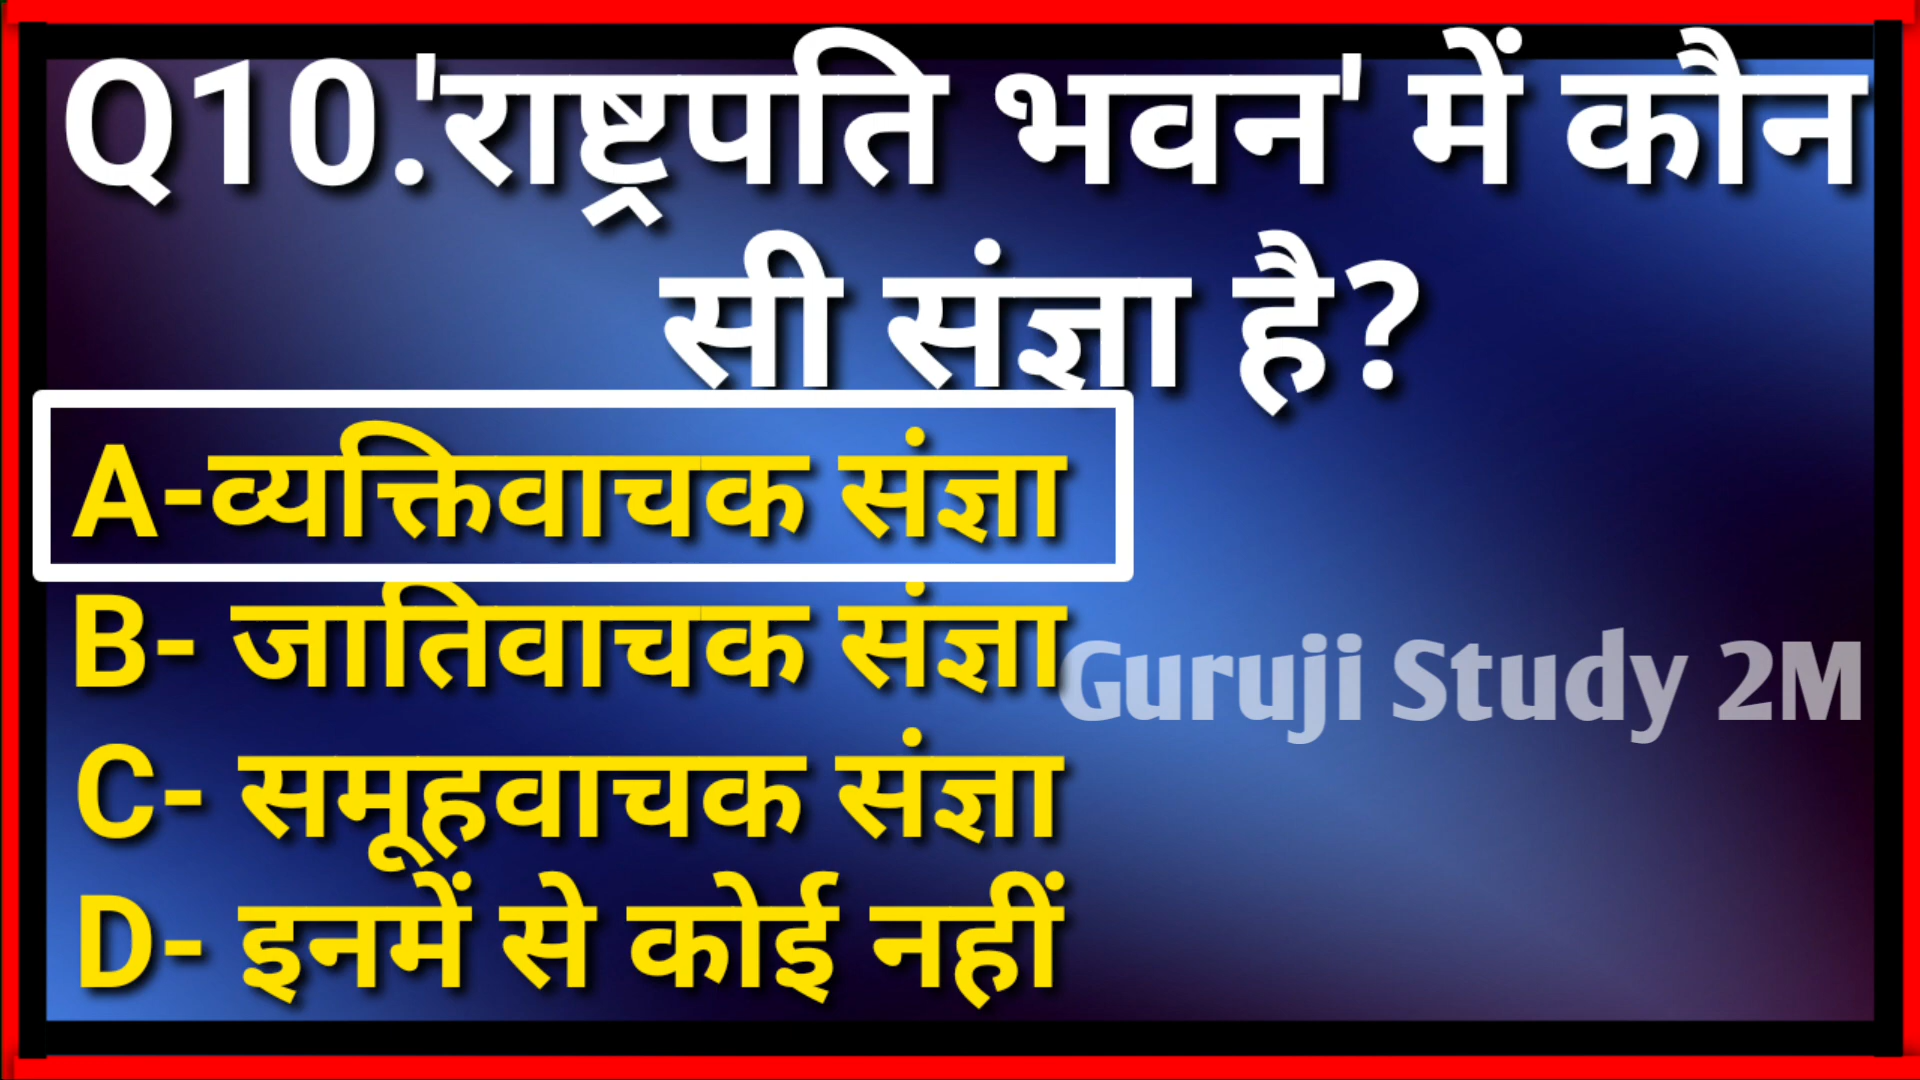 Q10.'राष्ट्रपति भवन' में कौन
सी संज्ञा है?
A-व्यक्तिवाचक संज्ञा
B- जातिवाचक संज्ञा
Guruji Study 2M
C- समूहवाचक संज्ञा
D- इनमें से कोई नहीं